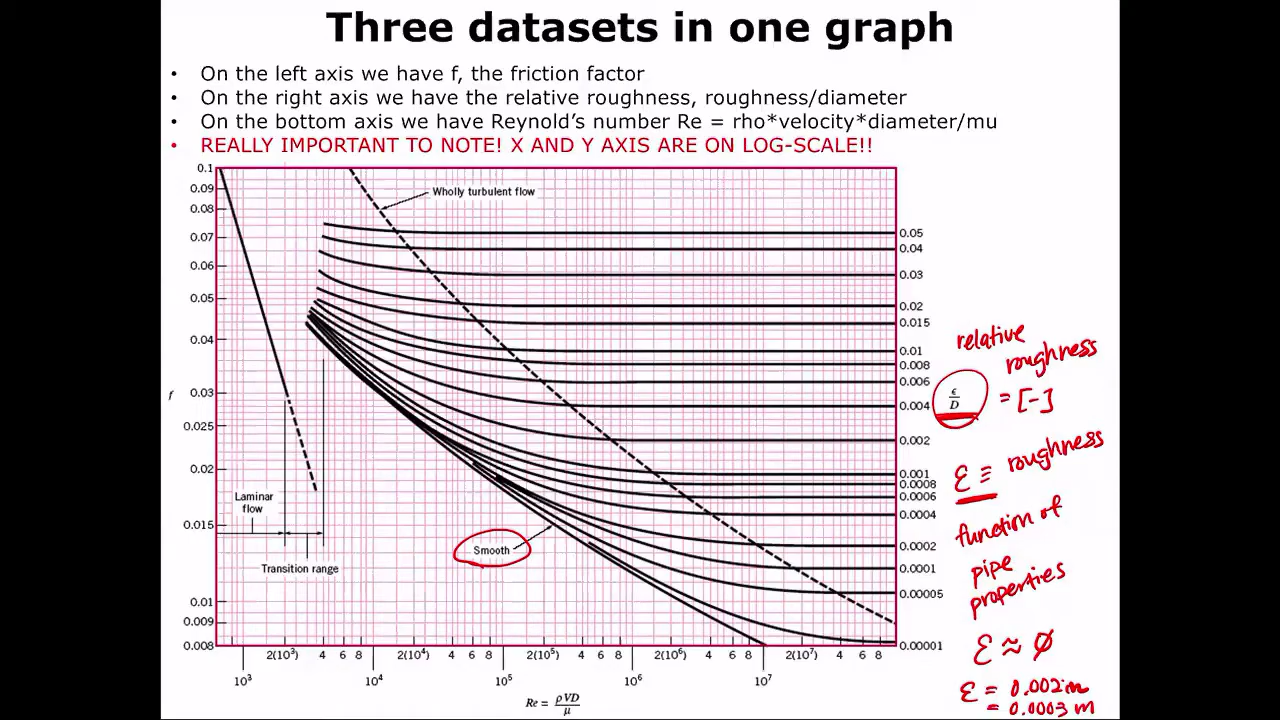 Three datasets in one graph
• On the left axis we have f, the friction factor
• On the right axis we have the relative roughness, roughness/diameter
• On the bottom axis we have Reynold's number Re = rho*velocity*diameter/mu
• REALLY IMPORTANT TO NOTE! X AND Y AXIS ARE ON LOG-SCALE!!
0.1
0.09
0.08
0.07
0.06
0.05
0.04
0.03
0.025
0.02
0.015
0.01
0.009
0.008
f
Wholly turbulent flow
Laminar
flow
Transition range
Smooth
0.05
0.04
0.03
0.02
0.015
0.01
0.008
0.006
0.004
0.002
0.001
0.0008
0.0006
0.0004
0.0002
0.0001
0.00005
0.00001
2(10³) 4 6 8 2(10⁴) 4 6 8 2(10⁵) 4 6 8 2(10⁶) 4 6 8 2(10⁷) 4 6 8
10³ 10⁴ 10⁵ 10⁶ 10⁷
Re = ρVD/μ
relative
roughness
ϵ/D = [-]
ε ≡ roughness
function of
pipe
properties
ε ≈ 0
ε = 0.002 in
= 0.0003 m